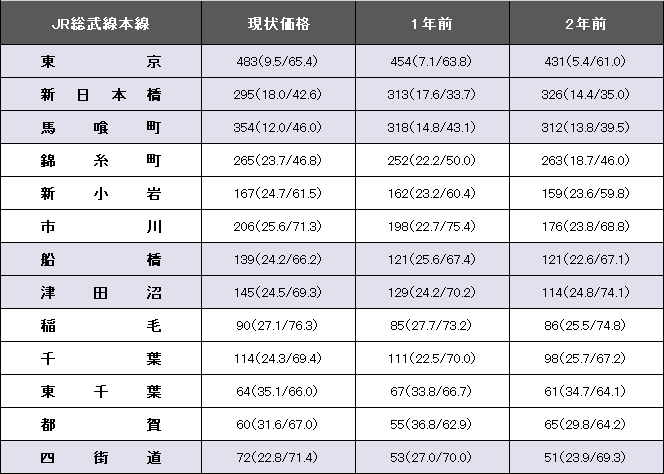 JR総武線本線 現状価格 1年前 2年前
東京 483(9.5/65.4) 454(7.1/63.8) 431(5.4/61.0)
新日本橋 295(18.0/42.6) 313(17.6/33.7) 326(14.4/35.0)
馬喰町 354(12.0/46.0) 318(14.8/43.1) 312(13.8/39.5)
錦糸町 265(23.7/46.8) 252(22.2/50.0) 263(18.7/46.0)
新小岩 167(24.7/61.5) 162(23.2/60.4) 159(23.6/59.8)
市川 206(25.6/71.3) 198(22.7/75.4) 176(23.8/68.8)
船橋 139(24.2/66.2) 121(25.6/67.4) 121(22.6/67.1)
津田沼 145(24.5/69.3) 129(24.2/70.2) 114(24.8/74.1)
稲毛 90(27.1/76.3) 85(27.7/73.2) 86(25.5/74.8)
千葉 114(24.3/69.4) 111(22.5/70.0) 98(25.7/67.2)
東千葉 64(35.1/66.0) 67(33.8/66.7) 61(34.7/64.1)
都賀 60(31.6/67.0) 55(36.8/62.9) 65(29.8/64.2)
四街道 72(22.8/71.4) 53(27.0/70.0) 51(23.9/69.3)